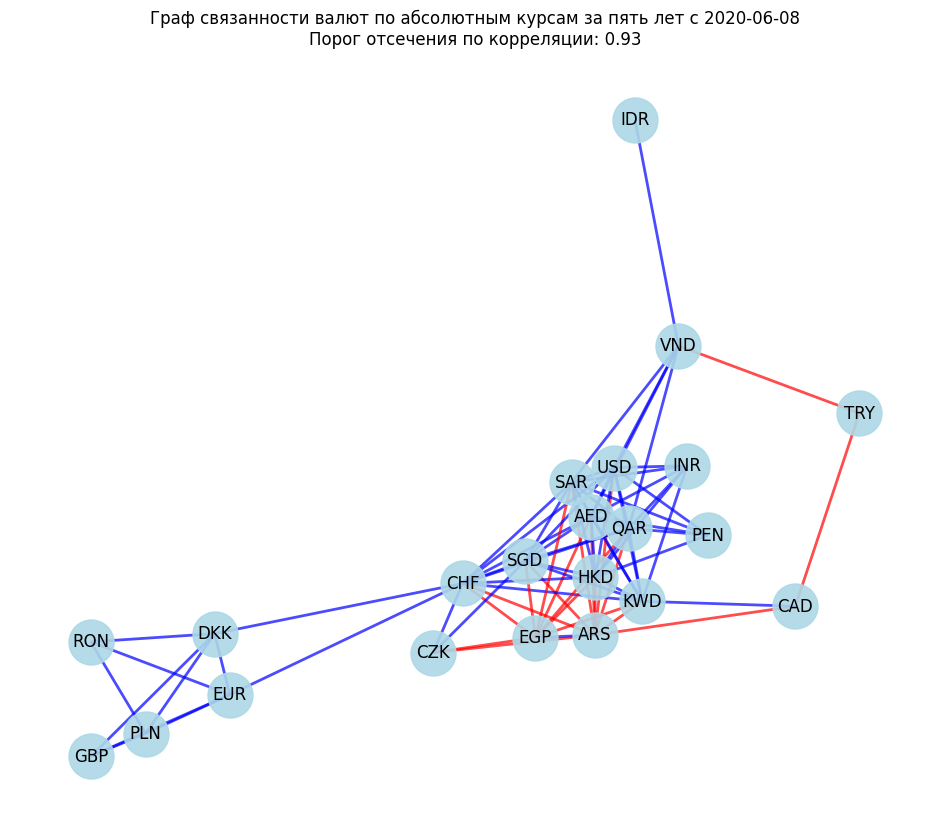 Граф связанности валют по абсолютным курсам за пять лет с 2020-06-08
Порог отсечения по корреляции: 0.93
IDR
VND
TRY
USD
INR
SAR
AED
QAR
PEN
SGD
HKD
CHF
KWD
CAD
RON
DKK
EGP
ARS
CZK
EUR
PLN
GBP